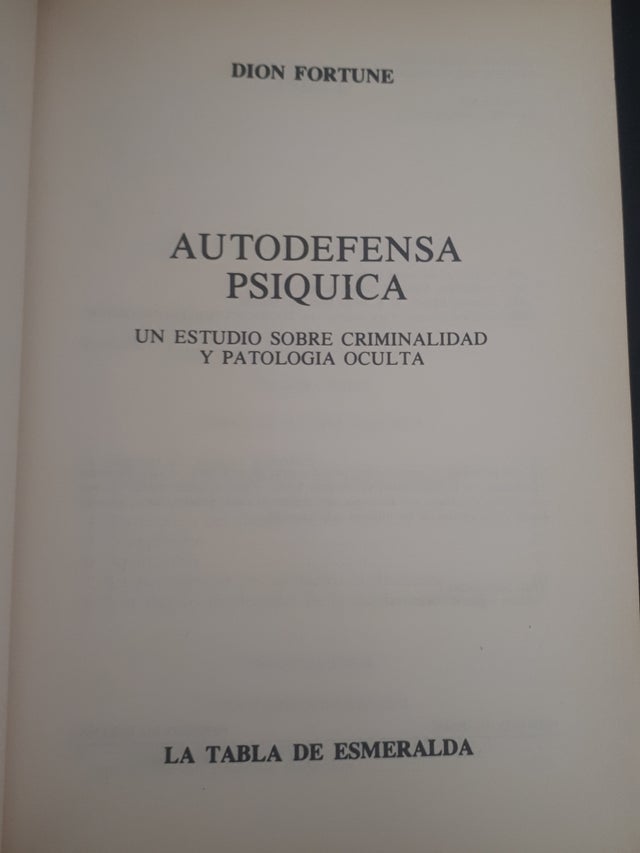 DION FORTUNE
AUTODEFENSA
PSIQUICA
UN ESTUDIO SOBRE CRIMINALIDAD
Y PATOLOGIA OCULTA
LA TABLA DE ESMERALDA